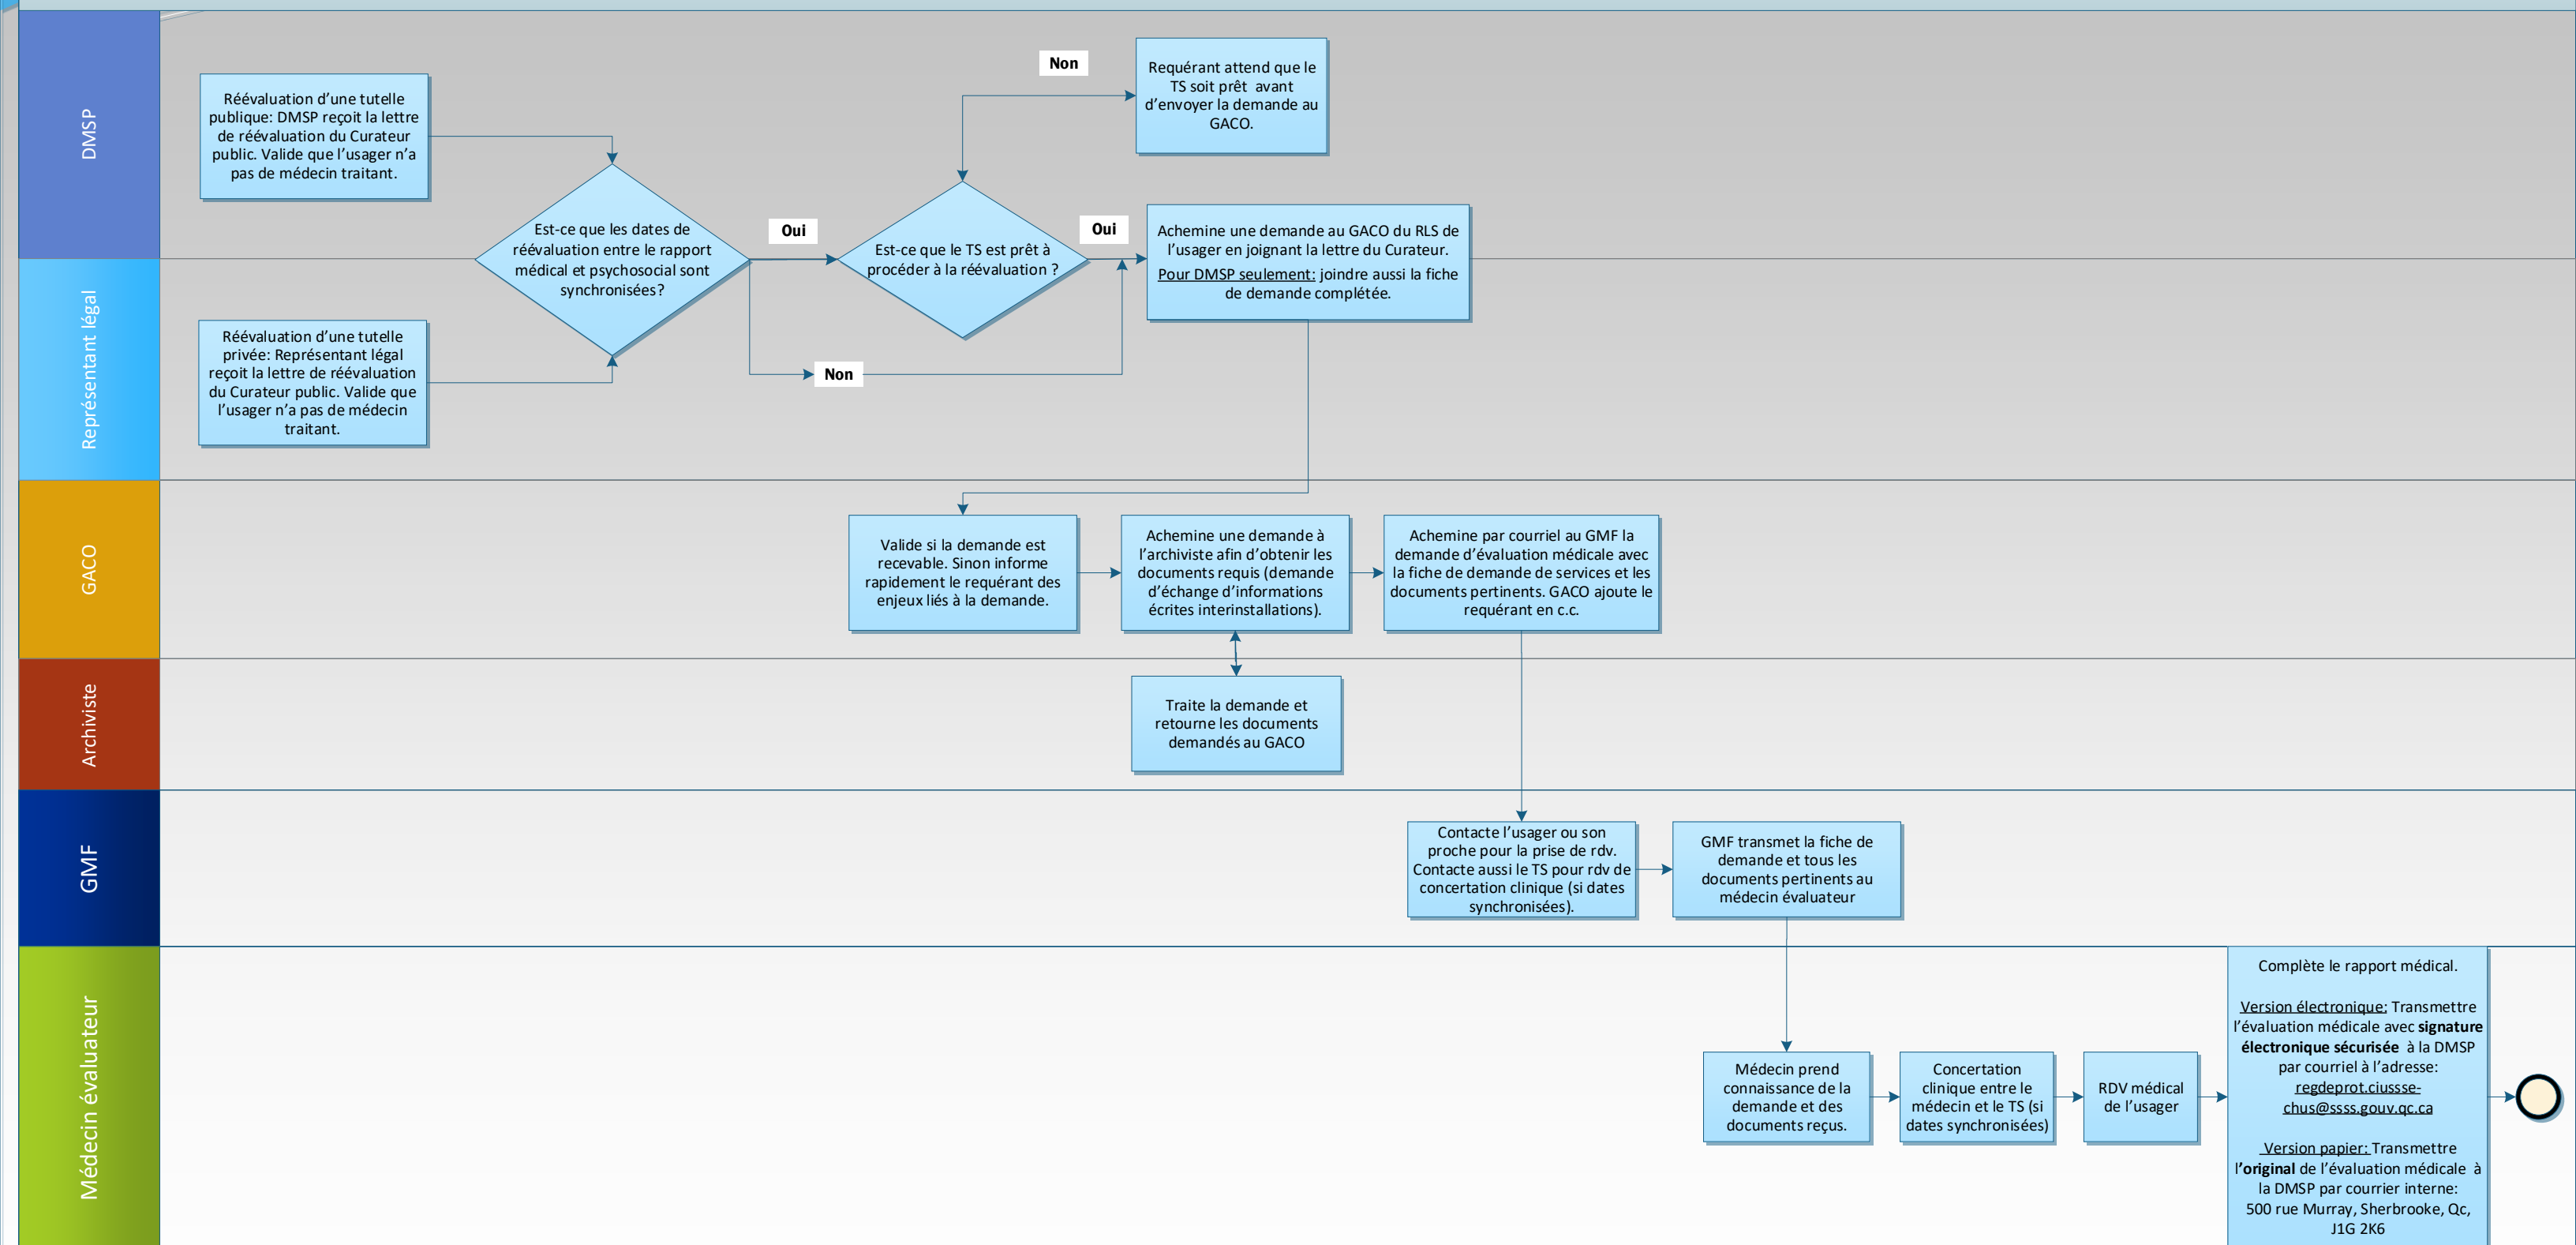 DMSP
Réévaluation d’une tutelle
publique: DMSP reçoit la lettre
de réévaluation du Curateur
public. Valide que l’usager n’a
pas de médecin traitant.
Est-ce que les dates de
réévaluation entre le rapport
médical et psychosocial sont
synchronisées?
Oui
Non
Est-ce que le TS est prêt à
procéder à la réévaluation ?
Non
Requérant attend que le
TS soit prêt  avant
d’envoyer la demande au
GACO.
Oui
Achemine une demande au GACO du RLS de
l’usager en joignant la lettre du Curateur.
Pour DMSP seulement: joindre aussi la fiche
de demande complétée.
Représentant légal
Réévaluation d’une tutelle
privée: Représentant légal
reçoit la lettre de réévaluation
du Curateur public. Valide que
l’usager n’a pas de médecin
traitant.
GACO
Valide si la demande est
recevable. Sinon informe
rapidement le requérant des
enjeux liés à la demande.
Achemine une demande à
l’archiviste afin d’obtenir les
documents requis (demande
d’échange d’informations
écrites interinstallations).
Achemine par courriel au GMF la
demande d’évaluation médicale avec
la fiche de demande de services et les
documents pertinents. GACO ajoute le
requérant en c.c.
Archiviste
Traite la demande et
retourne les documents
demandés au GACO
GMF
Contacte l’usager ou son
proche pour la prise de rdv.
Contacte aussi le TS pour rdv de
concertation clinique (si dates
synchronisées).
GMF transmet la fiche de
demande et tous les
documents pertinents au
médecin évaluateur
Médecin évaluateur
Médecin prend
connaissance de la
demande et des
documents reçus.
Concertation
clinique entre le
médecin et le TS (si
dates synchronisées)
RDV médical
de l’usager
Complète le rapport médical.
Version électronique: Transmettre
l’évaluation médicale avec signature
électronique sécurisée  à la DMSP
par courriel à l’adresse:
regdeprot.ciussse-
chus@ssss.gouv.qc.ca
Version papier: Transmettre
l’original de l’évaluation médicale  à
la DMSP par courrier interne:
500 rue Murray, Sherbrooke, Qc,
J1G 2K6